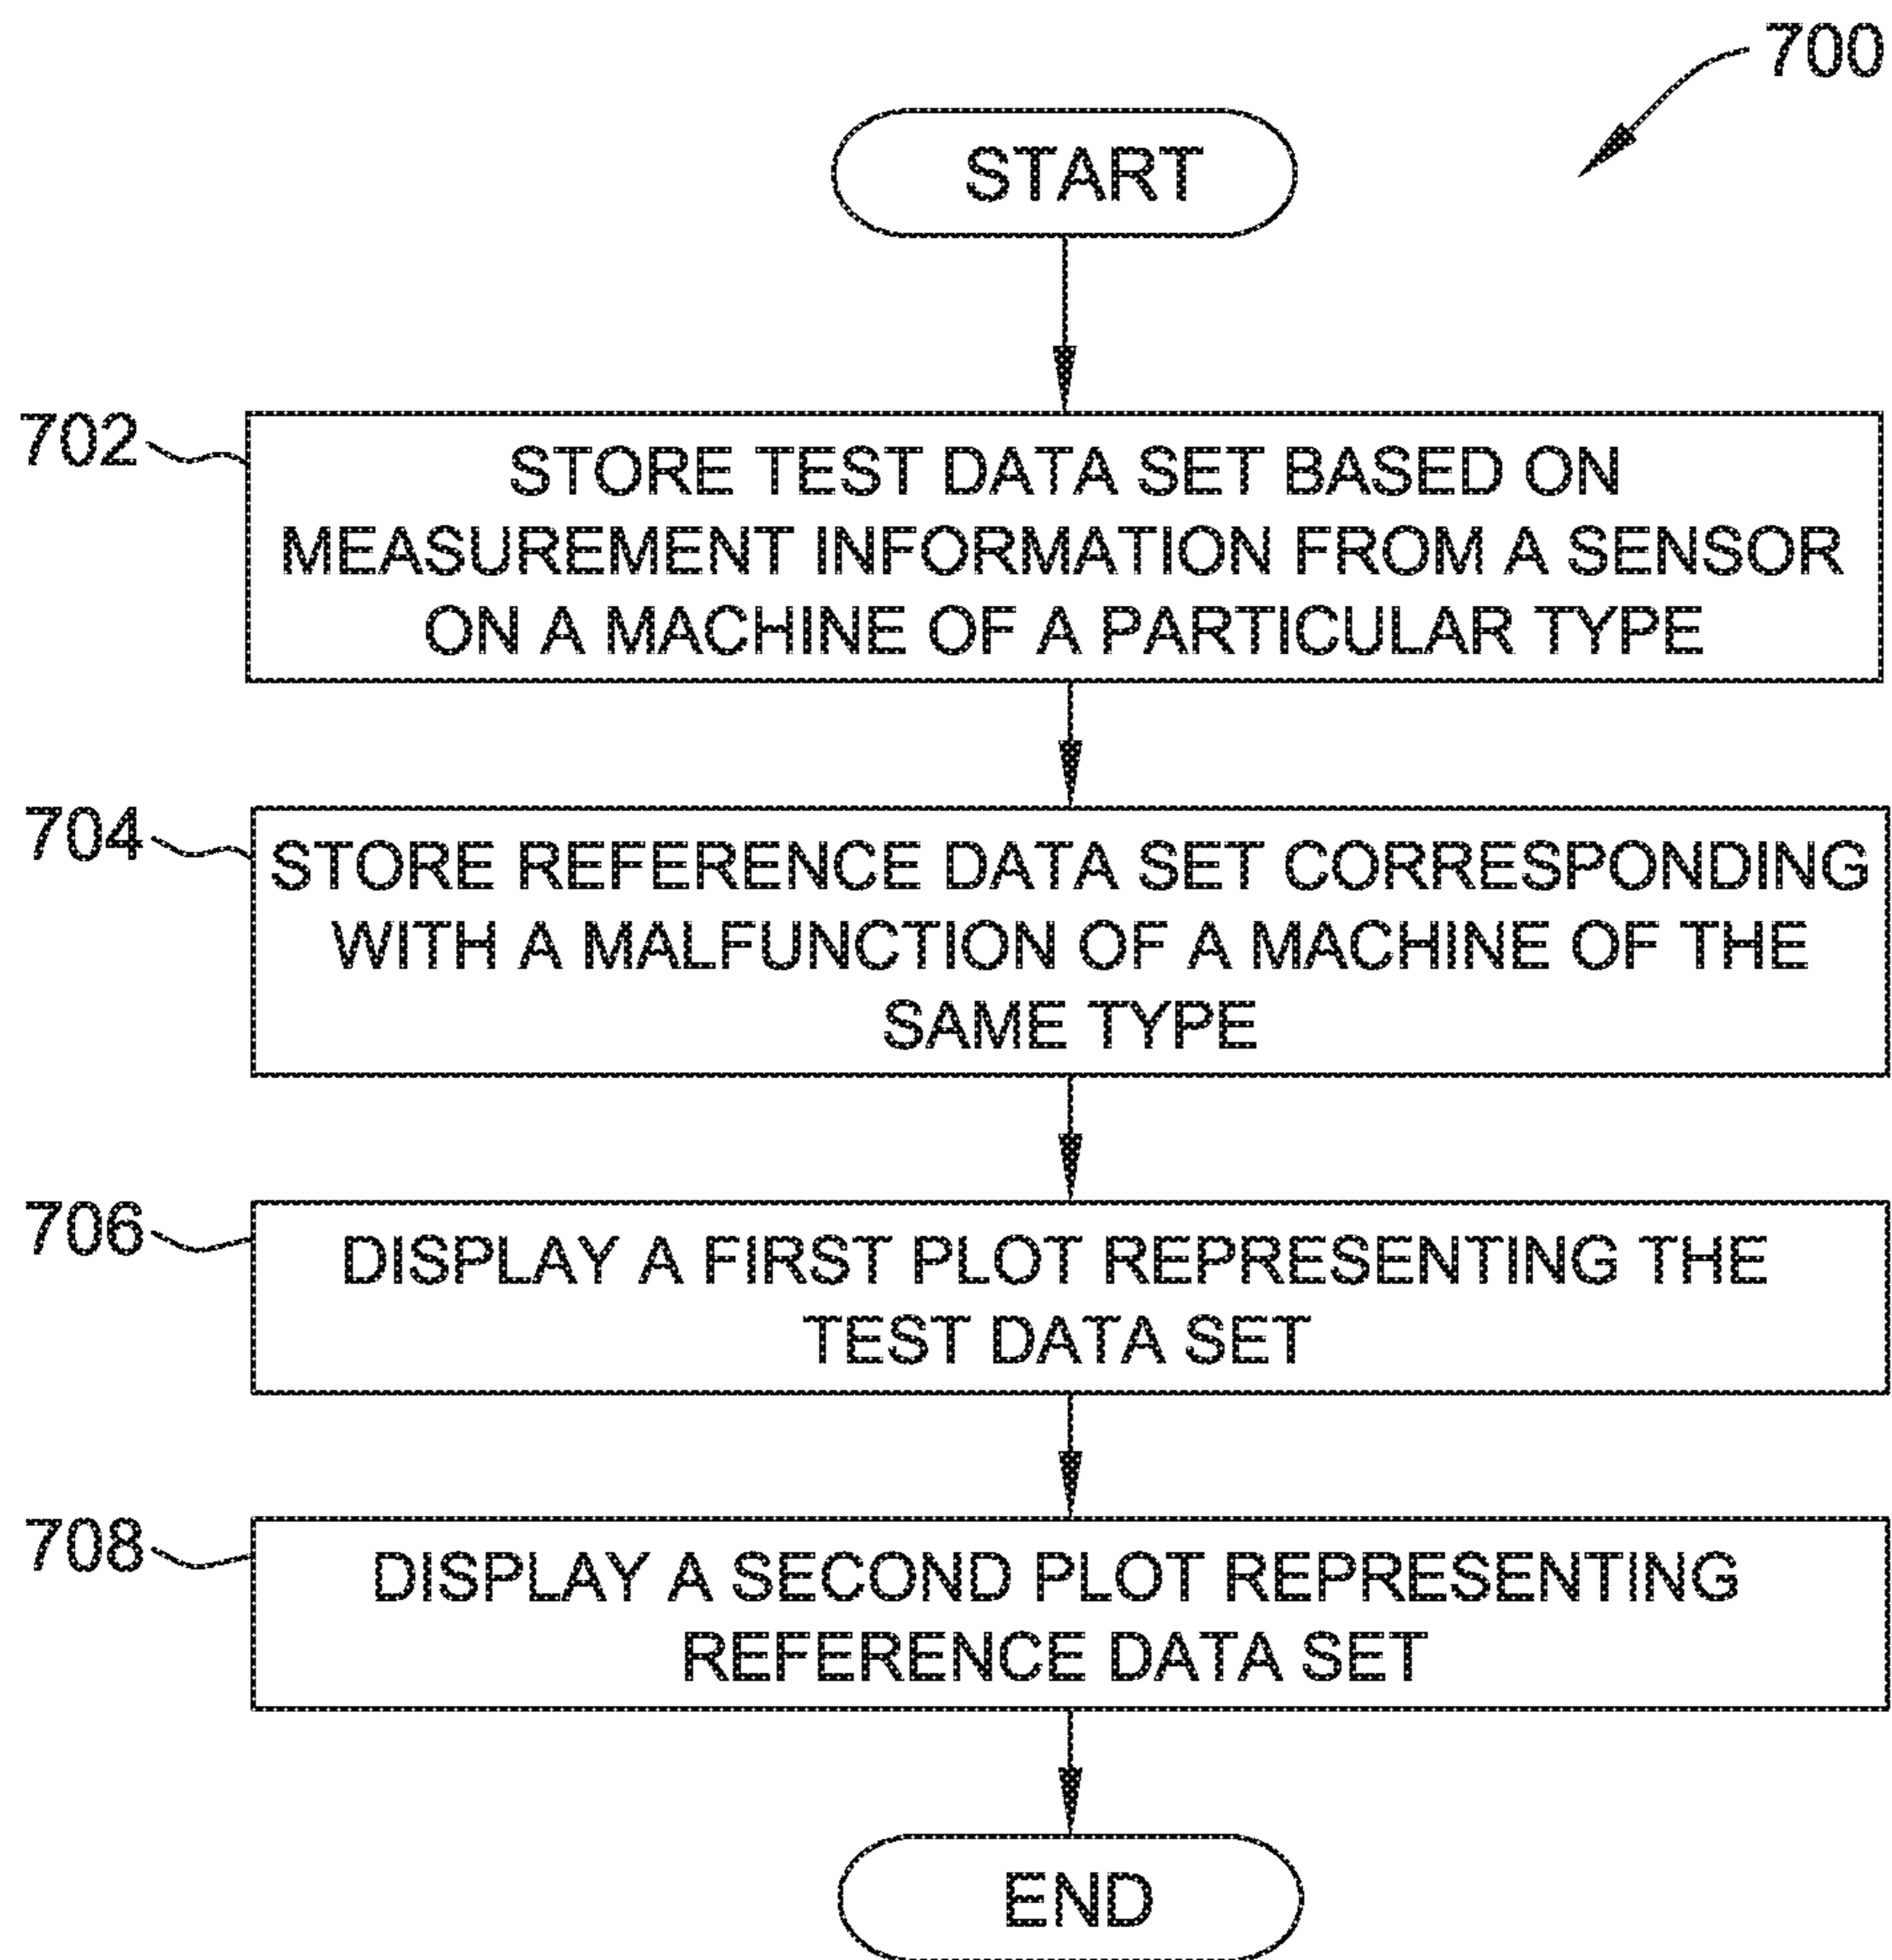 700
START
702
STORE TEST DATA SET BASED ON
MEASUREMENT INFORMATION FROM A SENSOR
ON A MACHINE OF A PARTICULAR TYPE
704
STORE REFERENCE DATA SET CORRESPONDING
WITH A MALFUNCTION OF A MACHINE OF THE
SAME TYPE
706
DISPLAY A FIRST PLOT REPRESENTING THE
TEST DATA SET
708
DISPLAY A SECOND PLOT REPRESENTING
REFERENCE DATA SET
END